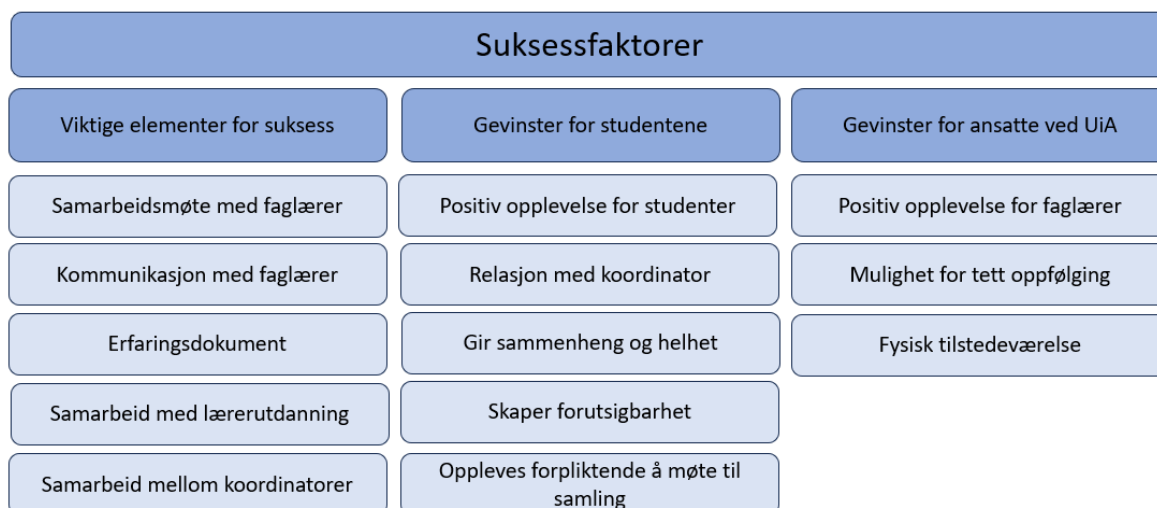 Suksessfaktorer
Viktige elementer for suksess
Samarbeidsmøte med faglærer
Kommunikasjon med faglærer
Erfaringsdokument
Samarbeid med lærerutdanning
Samarbeid mellom koordinatorer
Gevinster for studentene
Positiv opplevelse for studenter
Relasjon med koordinator
Gir sammenheng og helhet
Skaper forutsigbarhet
Oppleves forpliktende å møte til
samling
Gevinster for ansatte ved UiA
Positiv opplevelse for faglærer
Mulighet for tett oppfølging
Fysisk tilstedeværelse